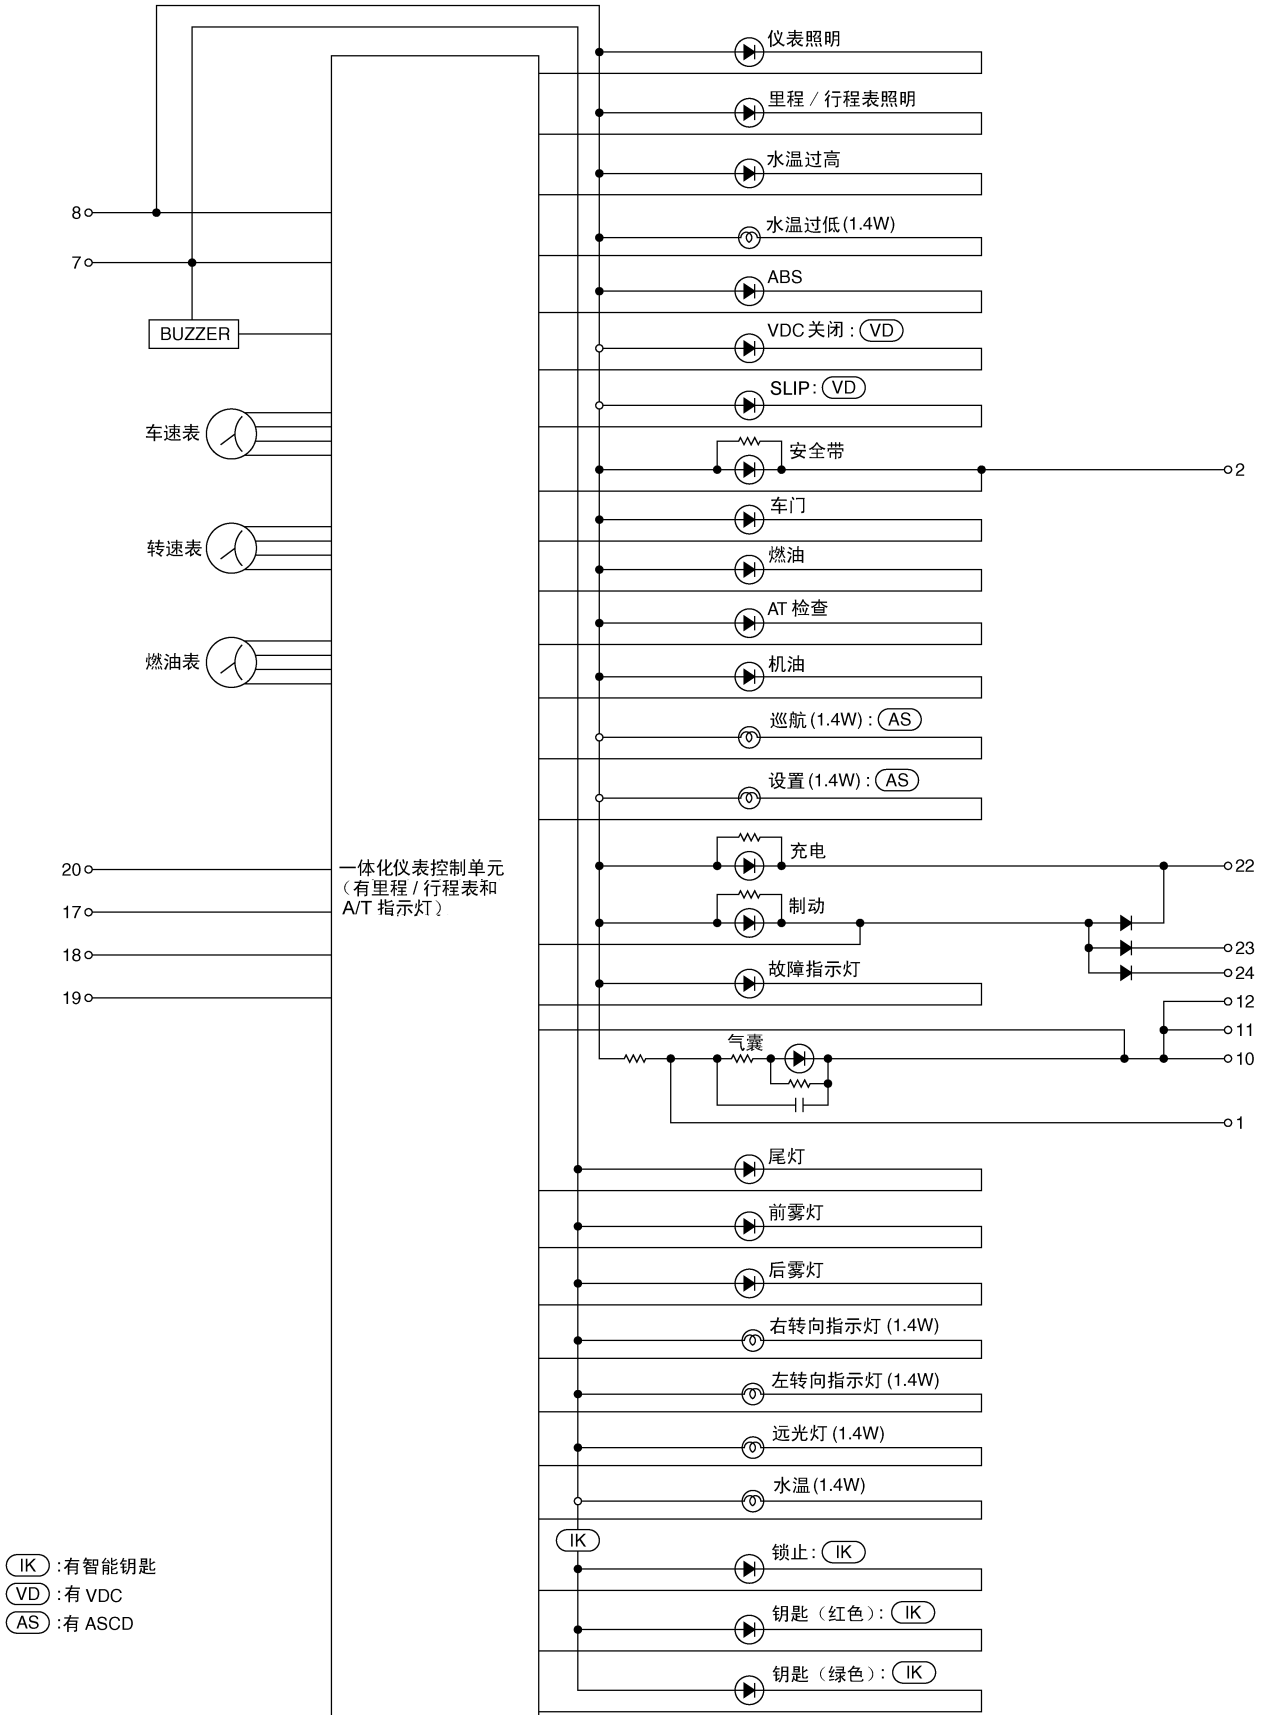 仪表照明
里程 / 行程表照明
水温过高
8
水温过低 (1.4W)
7
ABS
BUZZER
VDC 关闭 : VD
SLIP: VD
车速表
安全带
2
车门
转速表
燃油
AT 检查
燃油表
机油
巡航 (1.4W) : AS
设置 (1.4W) : AS
充电
22
20
一体化仪表控制单元
（有里程 / 行程表和
A/T 指示灯）
制动
17
23
18
故障指示灯
24
19
12
11
气囊
10
1
尾灯
前雾灯
后雾灯
右转向指示灯 (1.4W)
左转向指示灯 (1.4W)
远光灯 (1.4W)
水温 (1.4W)
IK
锁止: IK
IK :有智能钥匙
VD :有 VDC
AS :有 ASCD
钥匙（红色）: IK
钥匙（绿色）: IK